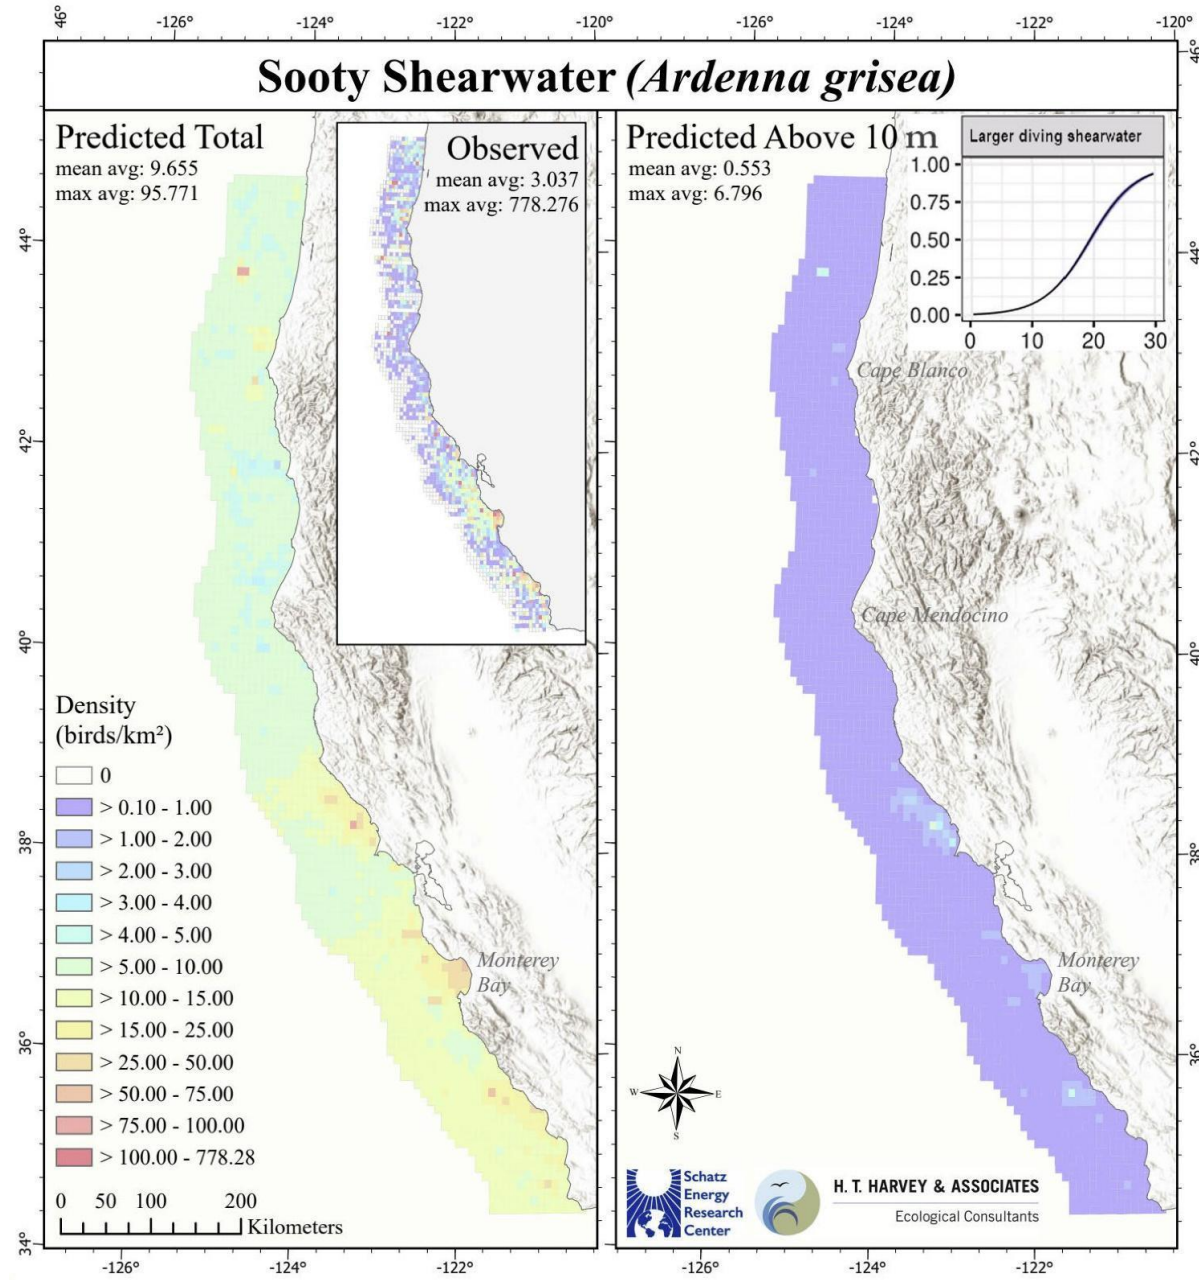 46° -126° -124° -122° -120° -126° -124° -122° -120° 46°
Sooty Shearwater (Ardenna grisea)
Predicted Total
mean avg: 9.655
max avg: 95.771
Observed
mean avg: 3.037
max avg: 778.276
Predicted Above 10 m
mean avg: 0.553
max avg: 6.796
Larger diving shearwater
1.00
0.75
0.50
0.25
0.00
0 10 20 30
44° 44°
42° 42°
40° 40°
38° 38°
36° 36°
34°
Cape Blanco
Cape Mendocino
Density
(birds/km²)
0
> 0.10 - 1.00
> 1.00 - 2.00
> 2.00 - 3.00
> 3.00 - 4.00
> 4.00 - 5.00
> 5.00 - 10.00
> 10.00 - 15.00
> 15.00 - 25.00
> 25.00 - 50.00
> 50.00 - 75.00
> 75.00 - 100.00
> 100.00 - 778.28
0 50 100 200
Kilometers
Monterey
Bay
Monterey
Bay
N
W E
S
Schatz
Energy
Research
Center
H. T. HARVEY & ASSOCIATES
Ecological Consultants
-126° -124° -122° -126° -124° -122°